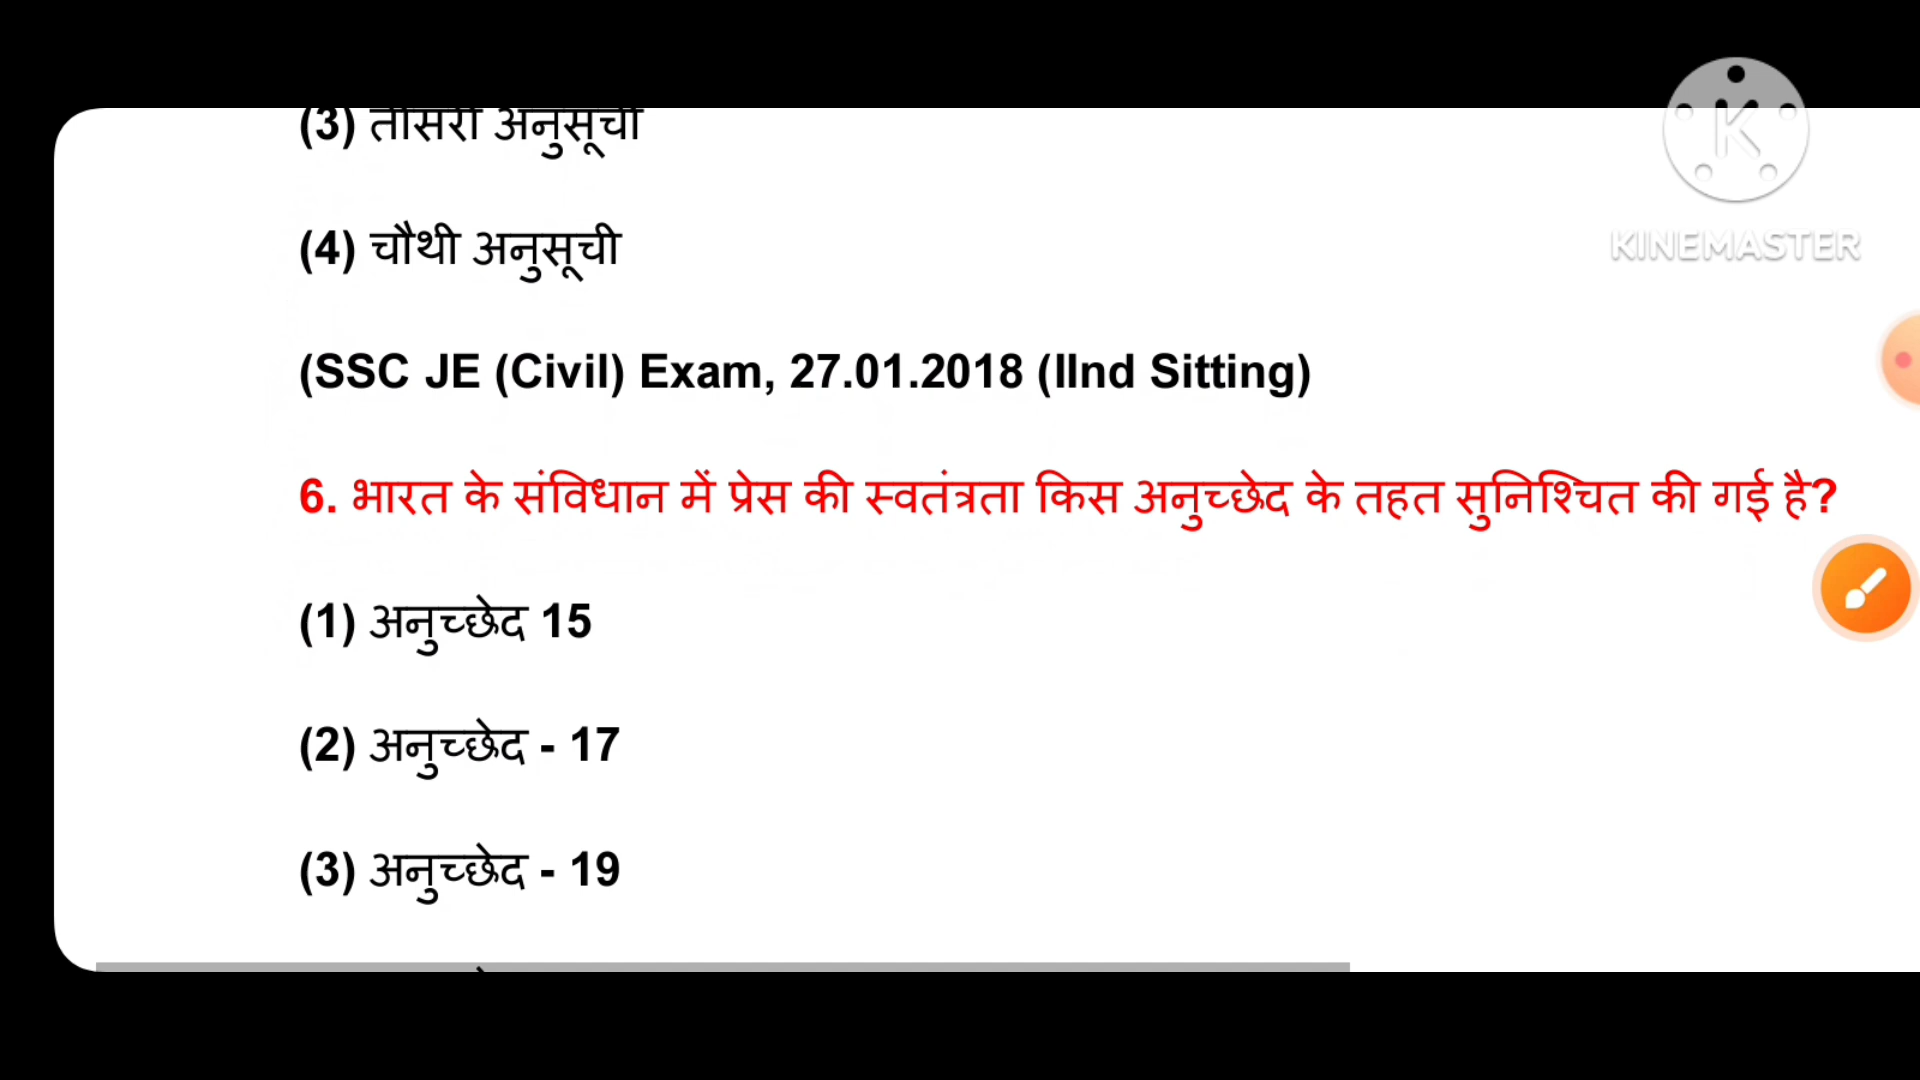 (3) तीसरी अनुसूची
KINEMASTER
(4) चौथी अनुसूची
(SSC JE (Civil) Exam, 27.01.2018 (IInd Sitting)
6. भारत के संविधान में प्रेस की स्वतंत्रता किस अनुच्छेद के तहत सुनिश्चित की गई है?
(1) अनुच्छेद 15
(2) अनुच्छेद - 17
(3) अनुच्छेद - 19